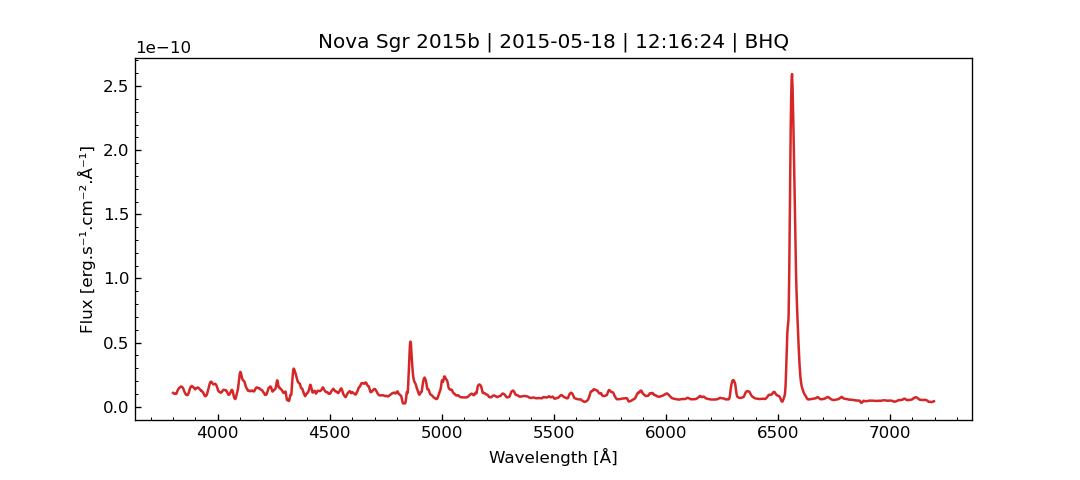 Nova Sgr 2015b | 2015-05-18 | 12:16:24 | BHQ
1e−10
2.5
2.0
1.5
1.0
0.5
0.0
Flux [erg.s⁻¹.cm⁻².Å⁻¹]
4000 4500 5000 5500 6000 6500 7000
Wavelength [Å]